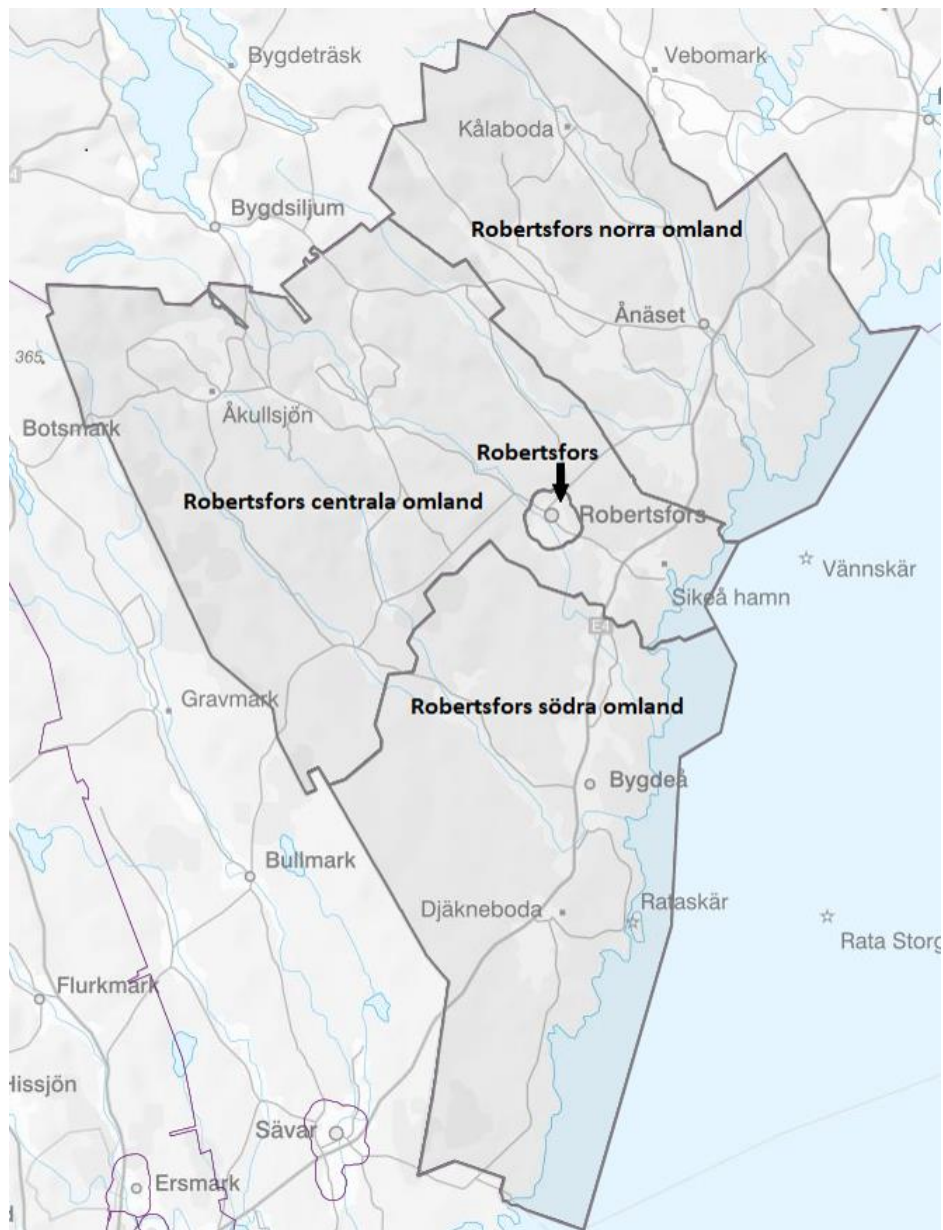 Bygdeträsk
Vebomark
Kålaboda
Bygdsiljum
Robertsfors norra omland
Ånäset
365
Åkullsjön
Botsmark
Robertsfors
Robertsfors centrala omland
Robertsfors
Vännskär
Sikeå hamn
E4
Gravmark
Robertsfors södra omland
Bygdeå
Bullmark
Djäkneboda
Rataskär
Rata Storg
Flurkmark
Hissjön
Sävar
Ersmark